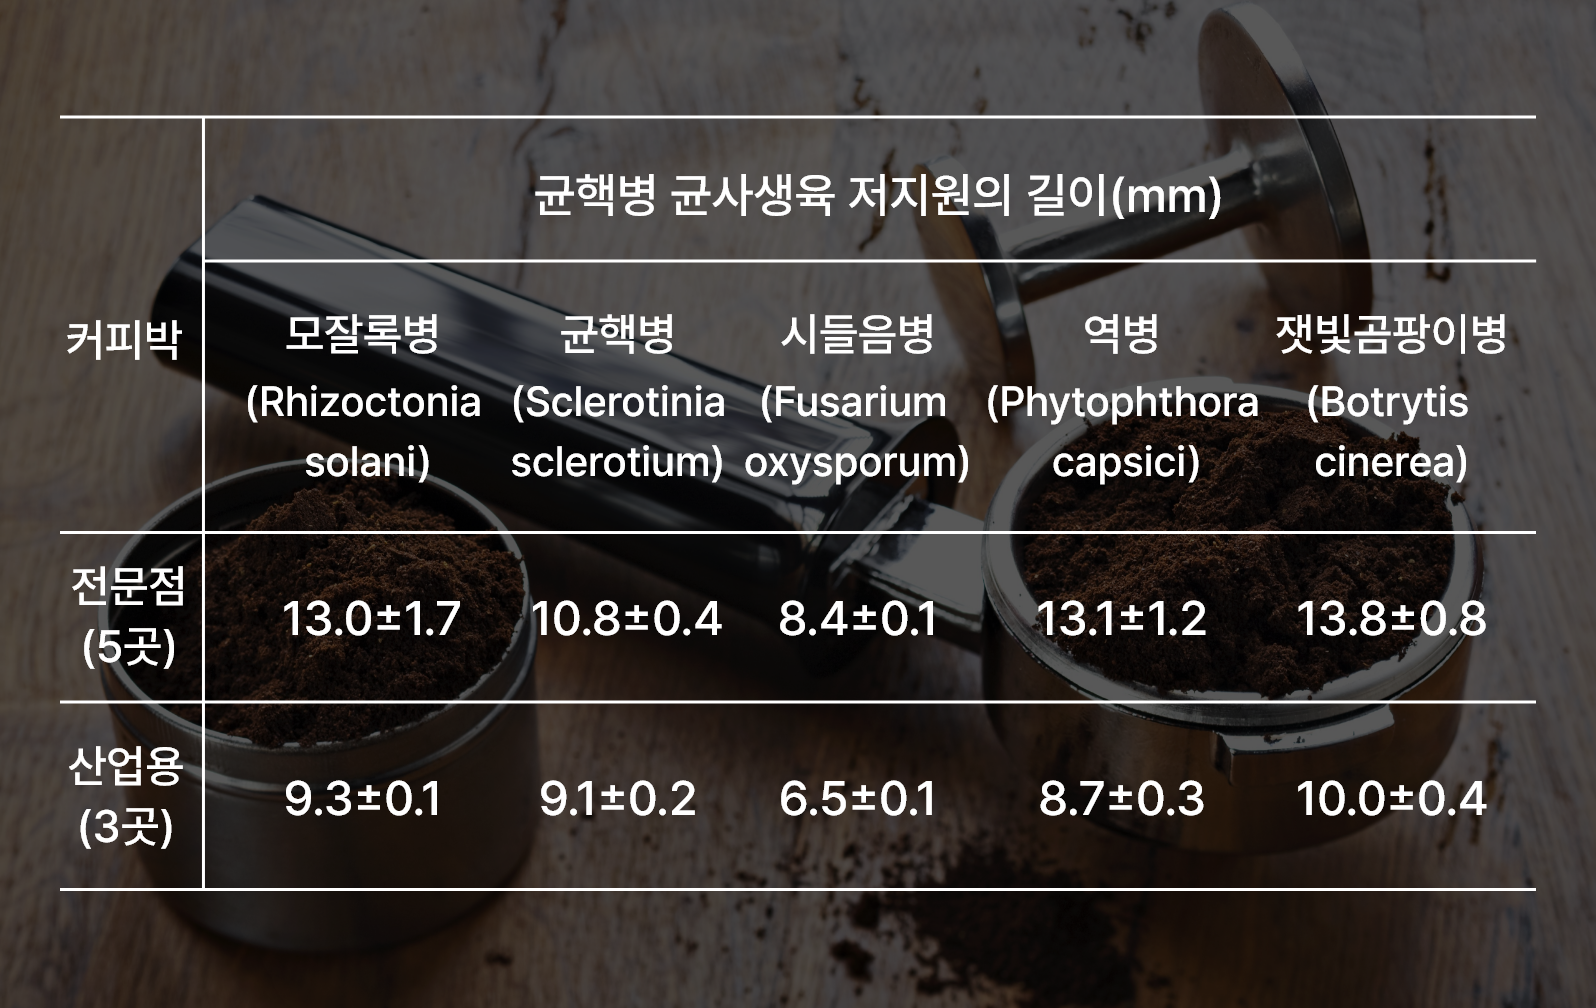 균핵병 균사생육 저지원의 길이(mm)
커피박
모잘록병 균핵병 시들음병 역병 잿빛곰팡이병
(Rhizoctonia (Sclerotinia (Fusarium (Phytophthora (Botrytis
solani) sclerotium) oxysporum) capsici) cinerea)
전문점
(5곳)
13.0±1.7 10.8±0.4 8.4±0.1 13.1±1.2 13.8±0.8
산업용
(3곳)
9.3±0.1 9.1±0.2 6.5±0.1 8.7±0.3 10.0±0.4